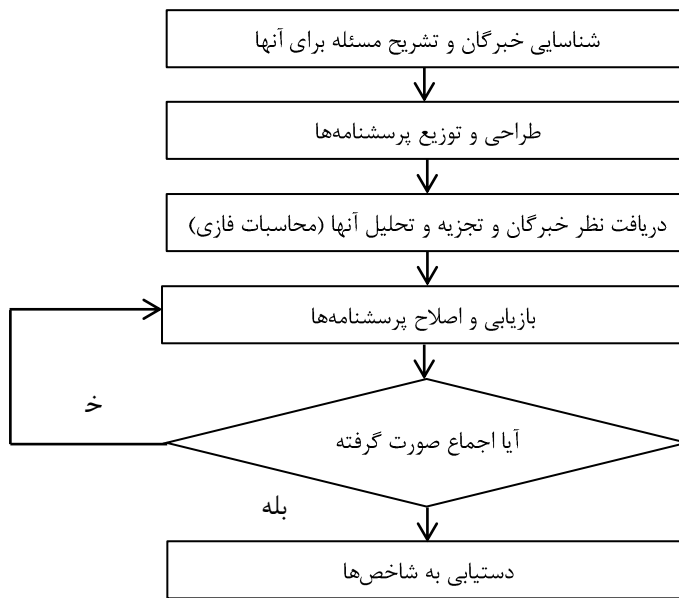 شناسایی خبرگان و تشریح مسئله برای آنها
طراحی و توزیع پرسشنامه‌ها
دریافت نظر خبرگان و تجزیه و تحلیل آنها (محاسبات فازی)
بازیابی و اصلاح پرسشنامه‌ها
خ
آیا اجماع صورت گرفته
بله
دستیابی به شاخص‌ها